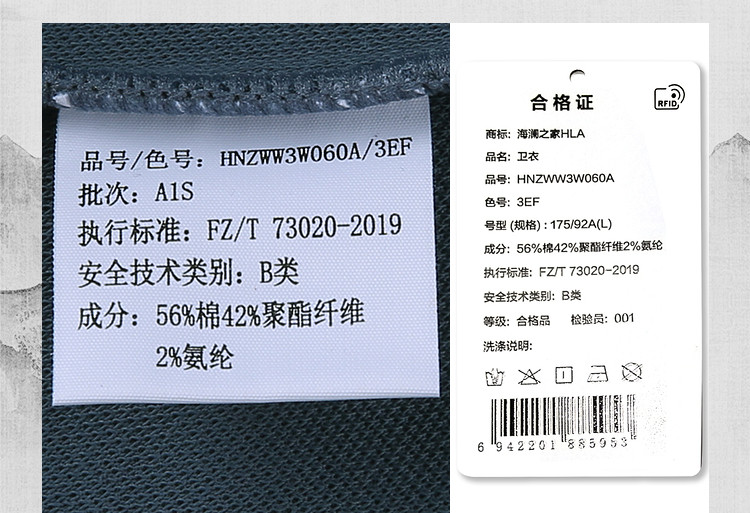 品号/色号: HNZWW3W060A/3EF
批次: A1S
执行标准: FZ/T 73020-2019
安全技术类别: B类
成分: 56%棉42%聚酯纤维
2%氨纶
合格证
RFID
商标: 海澜之家HLA
品名: 卫衣
品号: HNZWW3W060A
色号: 3EF
号型 (规格) : 175/92A(L)
成分: 56%棉42%聚酯纤维2%氨纶
执行标准: FZ/T 73020-2019
安全技术类别: B类
等级: 合格品 检验员: 001
洗涤说明:
6 942201 885953